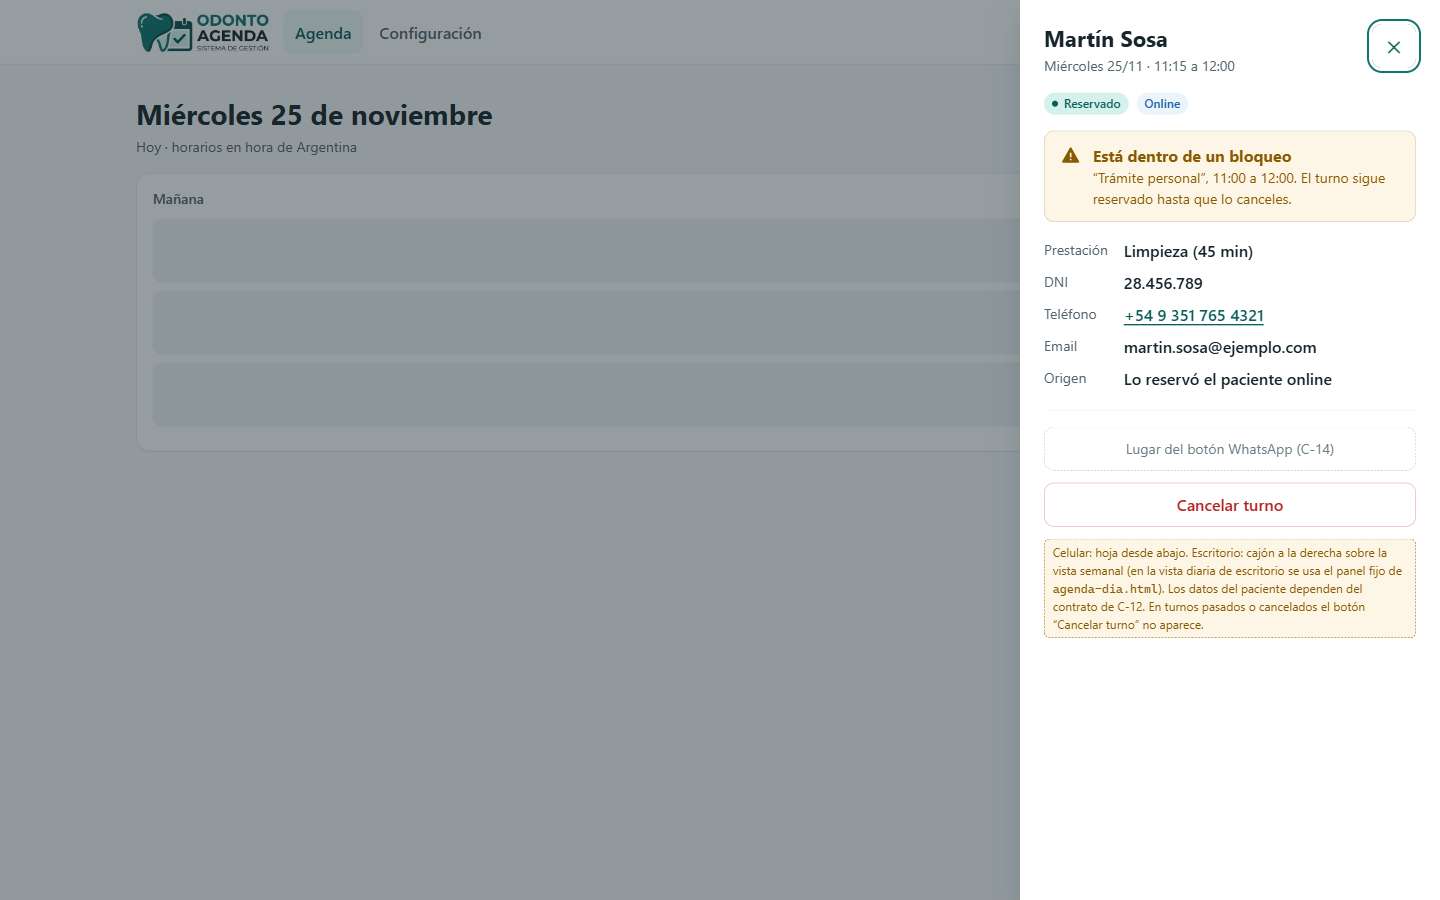 ODONTO
AGENDA
SISTEMA DE GESTIÓN
Agenda
Configuración
Miércoles 25 de noviembre
Hoy · horarios en hora de Argentina
Mañana
Martín Sosa
Miércoles 25/11 · 11:15 a 12:00
Reservado
Online
Está dentro de un bloqueo
“Trámite personal”, 11:00 a 12:00. El turno sigue
reservado hasta que lo canceles.
Prestación Limpieza (45 min)
DNI 28.456.789
Teléfono +54 9 351 765 4321
Email martin.sosa@ejemplo.com
Origen Lo reservó el paciente online
Lugar del botón WhatsApp (C-14)
Cancelar turno
Celular: hoja desde abajo. Escritorio: cajón a la derecha sobre la
vista semanal (en la vista diaria de escritorio se usa el panel fijo de
agenda-dia.html). Los datos del paciente dependen del
contrato de C-12. En turnos pasados o cancelados el botón
“Cancelar turno” no aparece.